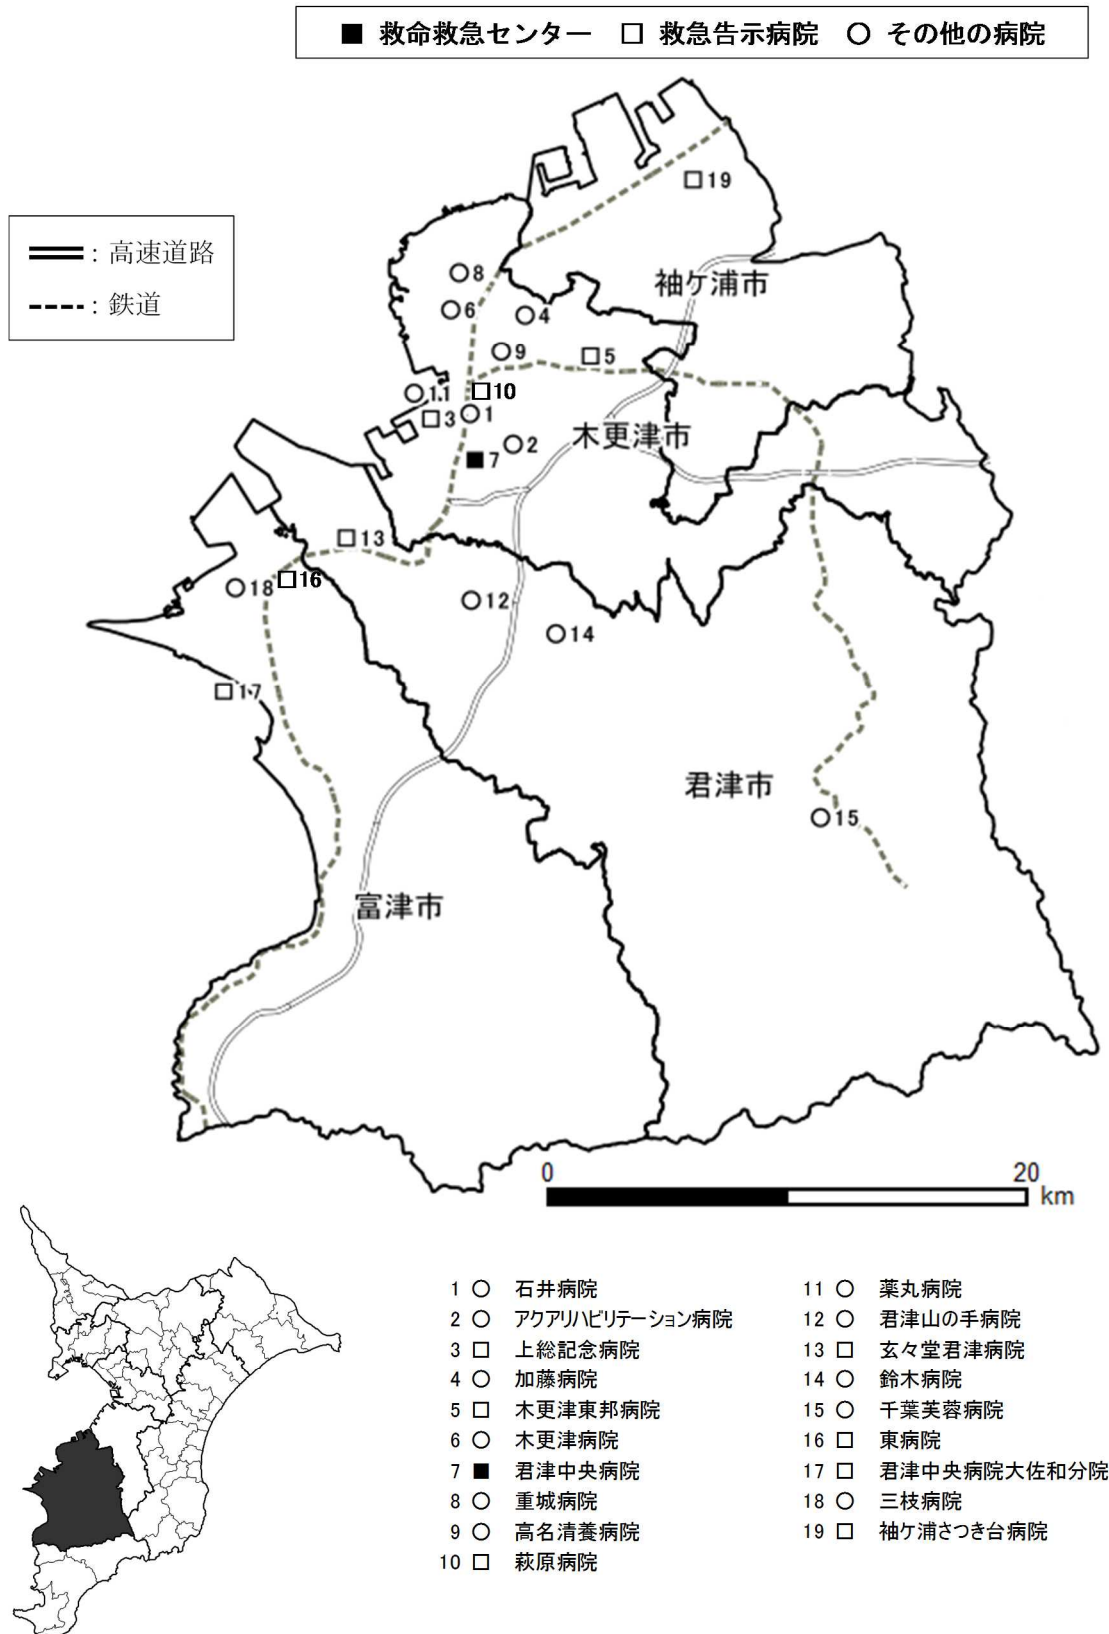 ■ 救命救急センター □ 救急告示病院 ○ その他の病院
：高速道路
：鉄道
19
袖ケ浦市
8
6
4
9
5
11
10
3
1
木更津市
2
7
13
16
18
12
14
17
君津市
15
富津市
0 20
km
1 ○ 石井病院
2 ○ アクアリハビリテーション病院
3 □ 上総記念病院
4 ○ 加藤病院
5 □ 木更津東邦病院
6 ○ 木更津病院
7 ■ 君津中央病院
8 ○ 重城病院
9 ○ 高名清養病院
10 □ 萩原病院
11 ○ 薬丸病院
12 ○ 君津山の手病院
13 □ 玄々堂君津病院
14 ○ 鈴木病院
15 ○ 千葉芙蓉病院
16 □ 東病院
17 □ 君津中央病院大佐和分院
18 ○ 三枝病院
19 □ 袖ケ浦さつき台病院